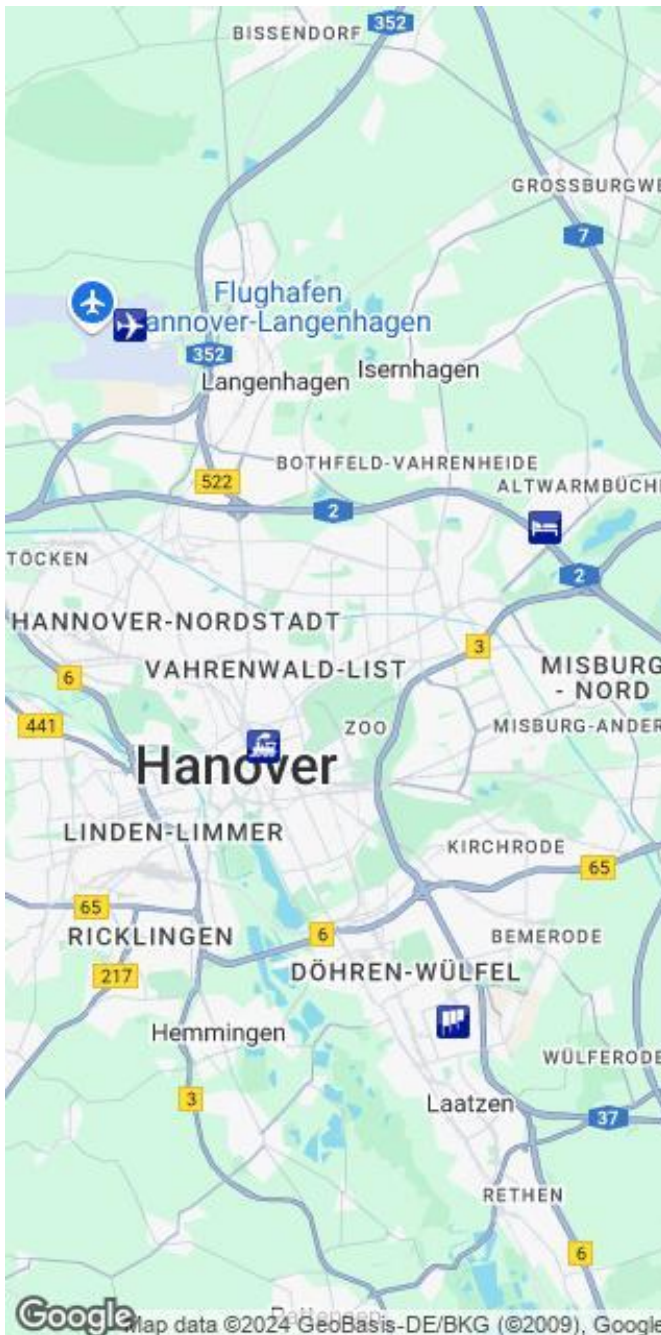 352
BISSENDORF
GROSSBURGWE
7
Flughafen
annover-Langenhagen
352
Isernhagen
Langenhagen
BOTHFELD-VAHRENHEIDE
522
ALTWARMBÜCHE
2
TÖCKEN
2
HANNOVER-NORDSTADT
3
VAHRENWALD-LIST
MISBURG
- NORD
6
441
ZOO
MISBURG-ANDER
Hanover
LINDEN-LIMMER
KIRCHRODE
65
65
6
RICKLINGEN
BEMERODE
217
DÖHREN-WÜLFEL
Hemmingen
WÜLFERODE
3
Laatzen
37
RETHEN
6
Google
Map data ©2024 GeoBasis-DE/BKG (©2009), Google